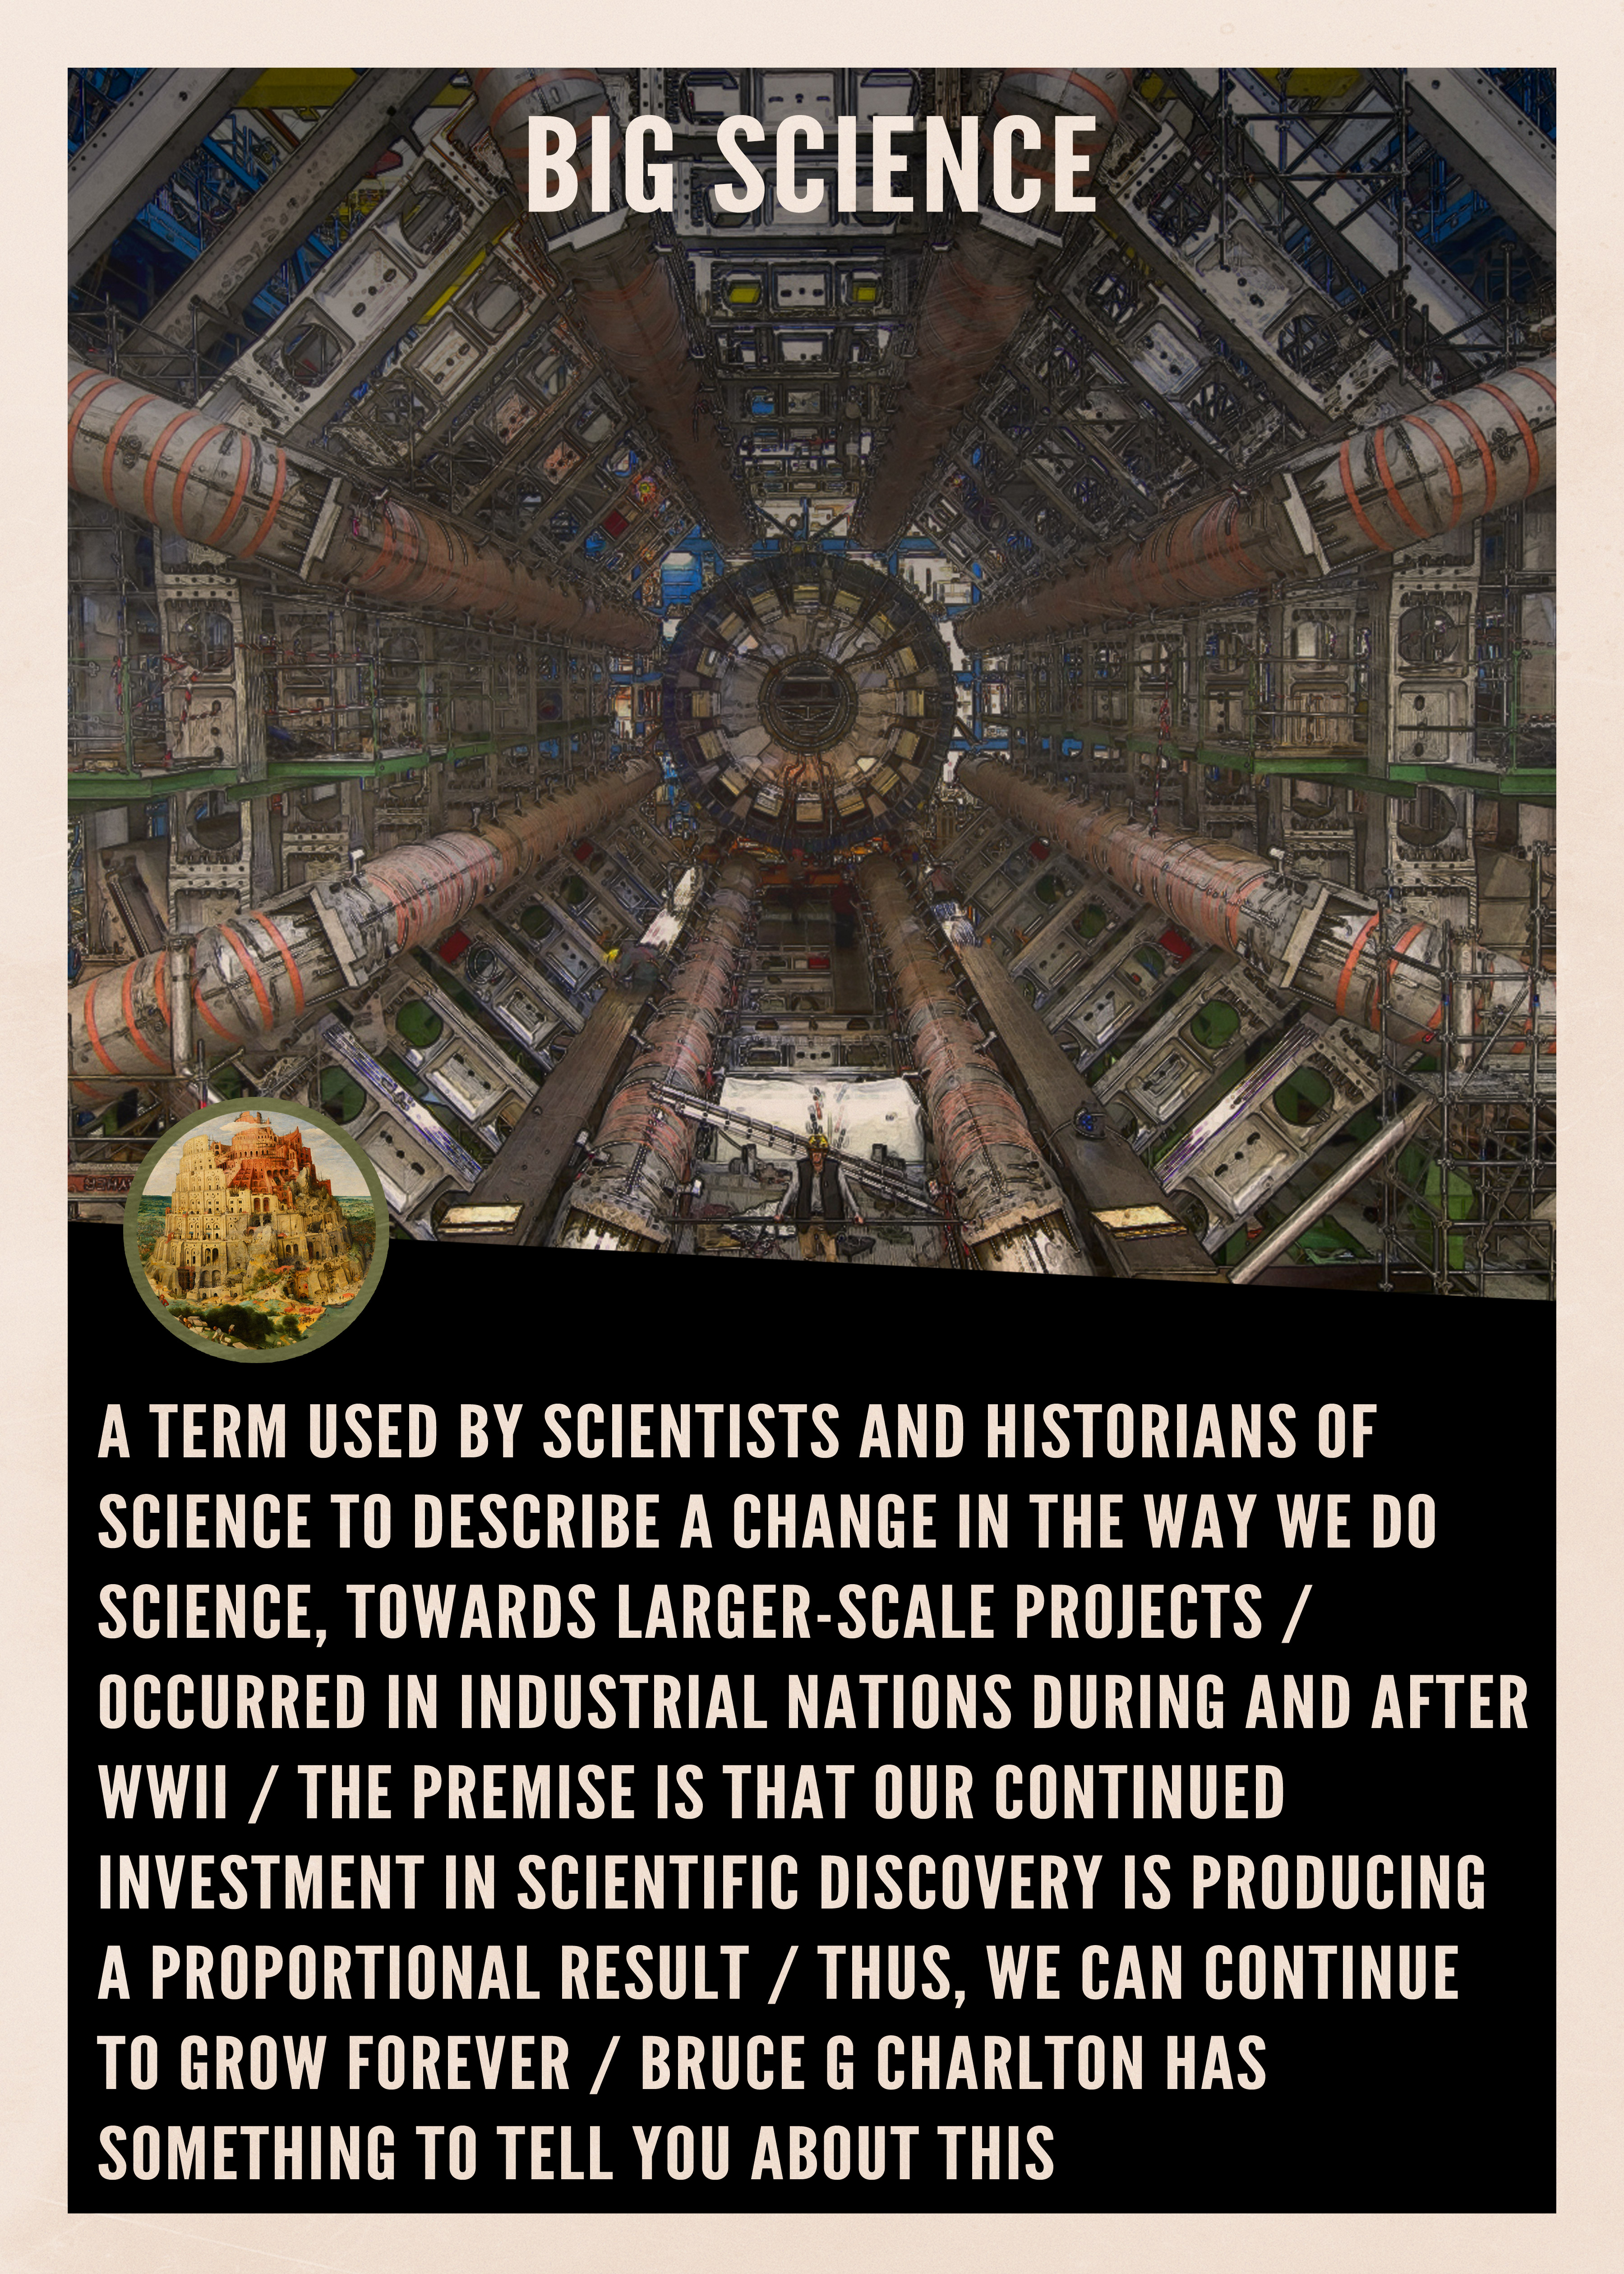 BIG SCIENCE
A TERM USED BY SCIENTISTS AND HISTORIANS OF
SCIENCE TO DESCRIBE A CHANGE IN THE WAY WE DO
SCIENCE, TOWARDS LARGER-SCALE PROJECTS /
OCCURRED IN INDUSTRIAL NATIONS DURING AND AFTER
WWII / THE PREMISE IS THAT OUR CONTINUED
INVESTMENT IN SCIENTIFIC DISCOVERY IS PRODUCING
A PROPORTIONAL RESULT / THUS, WE CAN CONTINUE
TO GROW FOREVER / BRUCE G CHARLTON HAS
SOMETHING TO TELL YOU ABOUT THIS